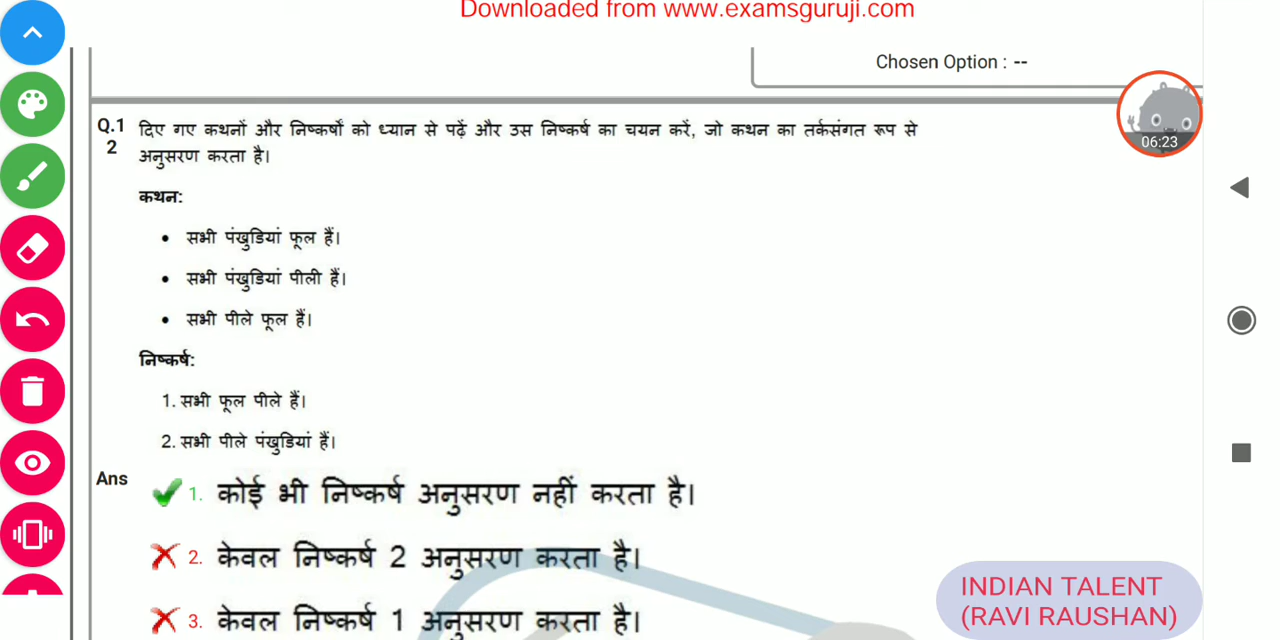 Downloaded from www.examsguruji.com
Chosen Option : --
06:23
Q.1 दिए गए कथनों और निष्कर्षों को ध्यान से पढ़ें और उस निष्कर्ष का चयन करें, जो कथन का तर्कसंगत रूप से
2 अनुसरण करता है।
कथन:
• सभी पंखुडियां फूल हैं।
• सभी पंखुडियां पीली हैं।
• सभी पीले फूल हैं।
निष्कर्ष:
1. सभी फूल पीले हैं।
2. सभी पीले पंखुडियां हैं।
Ans
1. कोई भी निष्कर्ष अनुसरण नहीं करता है।
2. केवल निष्कर्ष 2 अनुसरण करता है।
3. केवल निष्कर्ष 1 अनुसरण करता है।
INDIAN TALENT
(RAVI RAUSHAN)